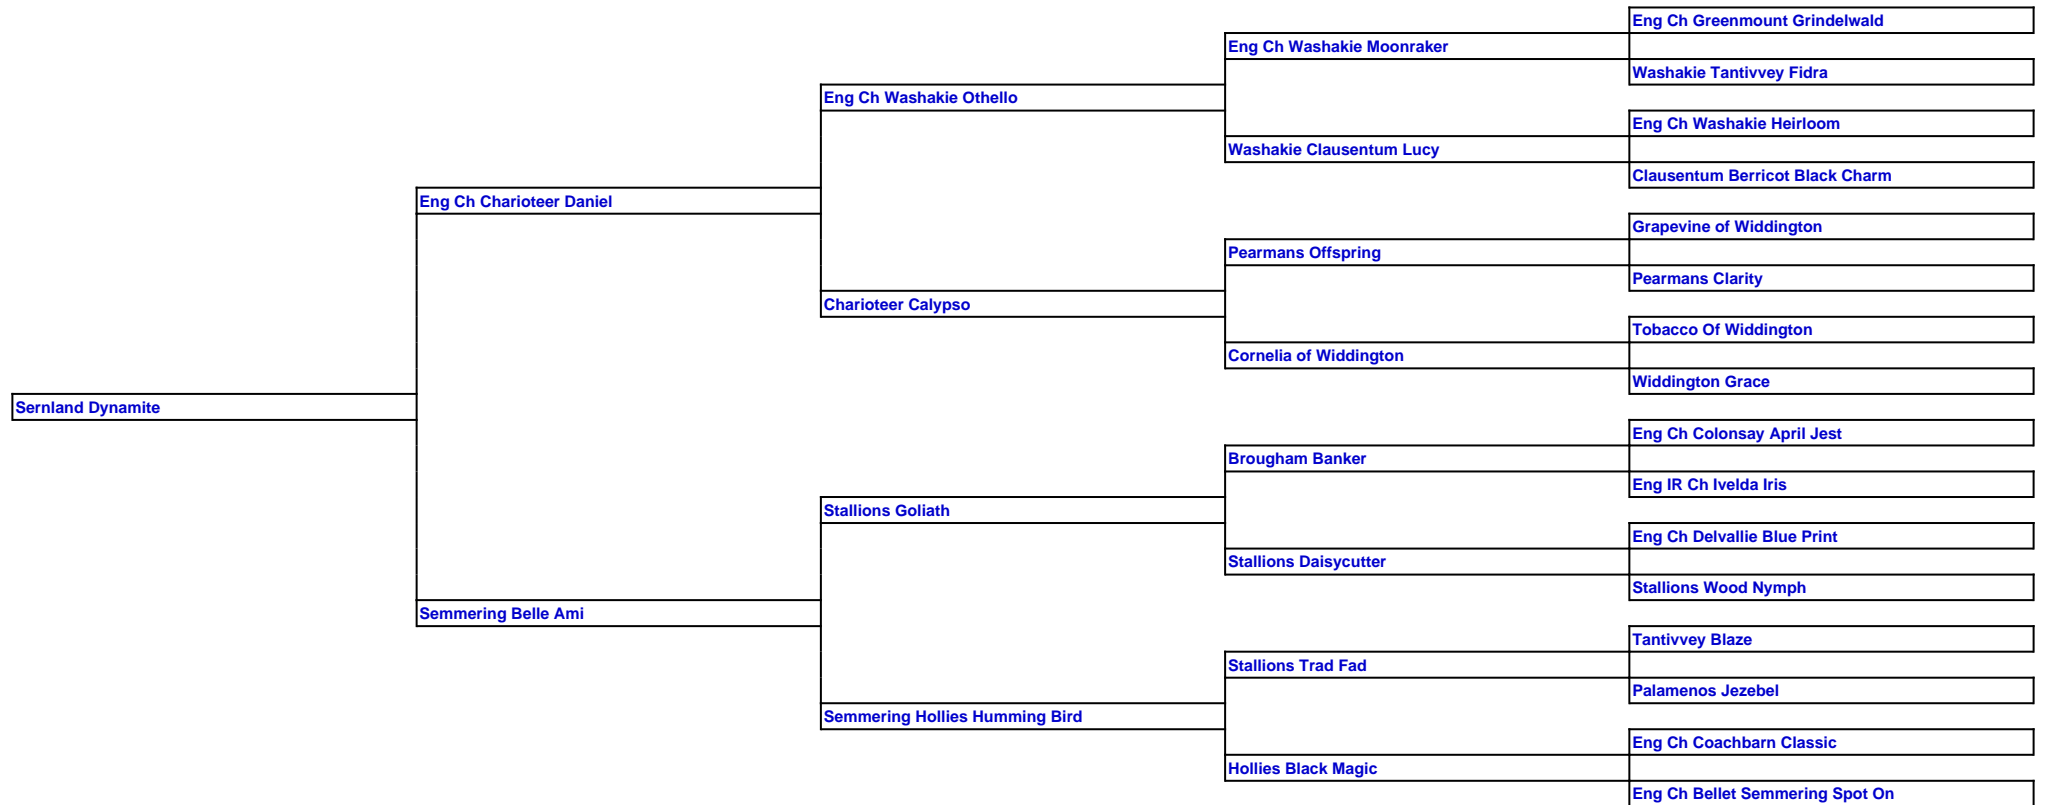 Eng Ch Greenmount Grindelwald
Eng Ch Washakie Moonraker
Washakie Tantivvey Fidra
Eng Ch Washakie Othello
Eng Ch Washakie Heirloom
Washakie Clausentum Lucy
Clausentum Berricot Black Charm
Eng Ch Charioteer Daniel
Grapevine of Widdington
Pearmans Offspring
Pearmans Clarity
Charioteer Calypso
Tobacco Of Widdington
Cornelia of Widdington
Widdington Grace
Sernland Dynamite
Eng Ch Colonsay April Jest
Brougham Banker
Eng IR Ch Ivelda Iris
Stallions Goliath
Eng Ch Delvallie Blue Print
Stallions Daisycutter
Stallions Wood Nymph
Semmering Belle Ami
Tantivvey Blaze
Stallions Trad Fad
Palamenos Jezebel
Semmering Hollies Humming Bird
Eng Ch Coachbarn Classic
Hollies Black Magic
Eng Ch Bellet Semmering Spot On